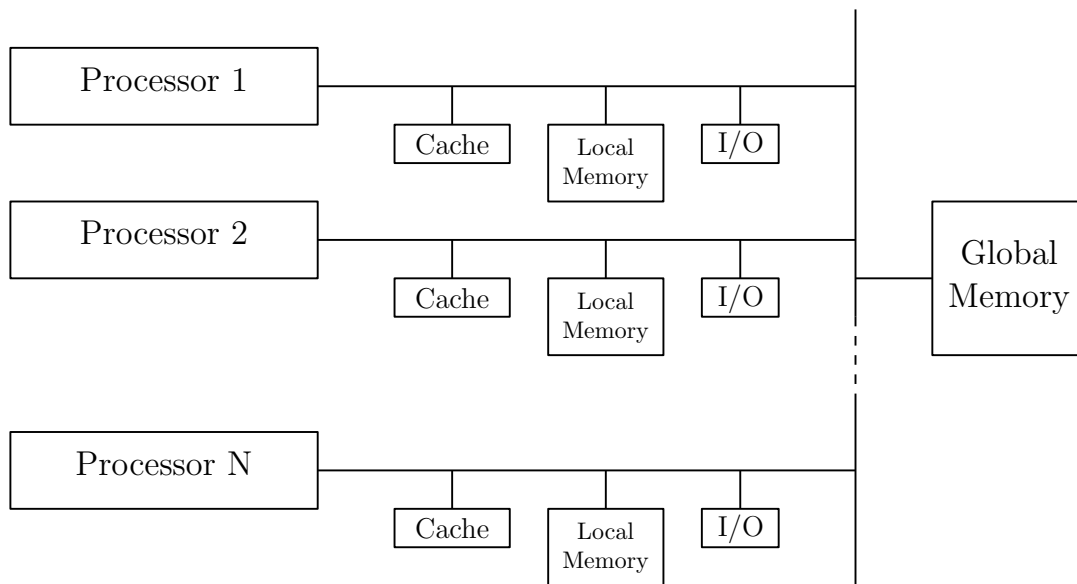 Processor 1
Cache
Local
Memory
I/O
Processor 2
Cache
Local
Memory
I/O
Global
Memory
Processor N
Cache
Local
Memory
I/O